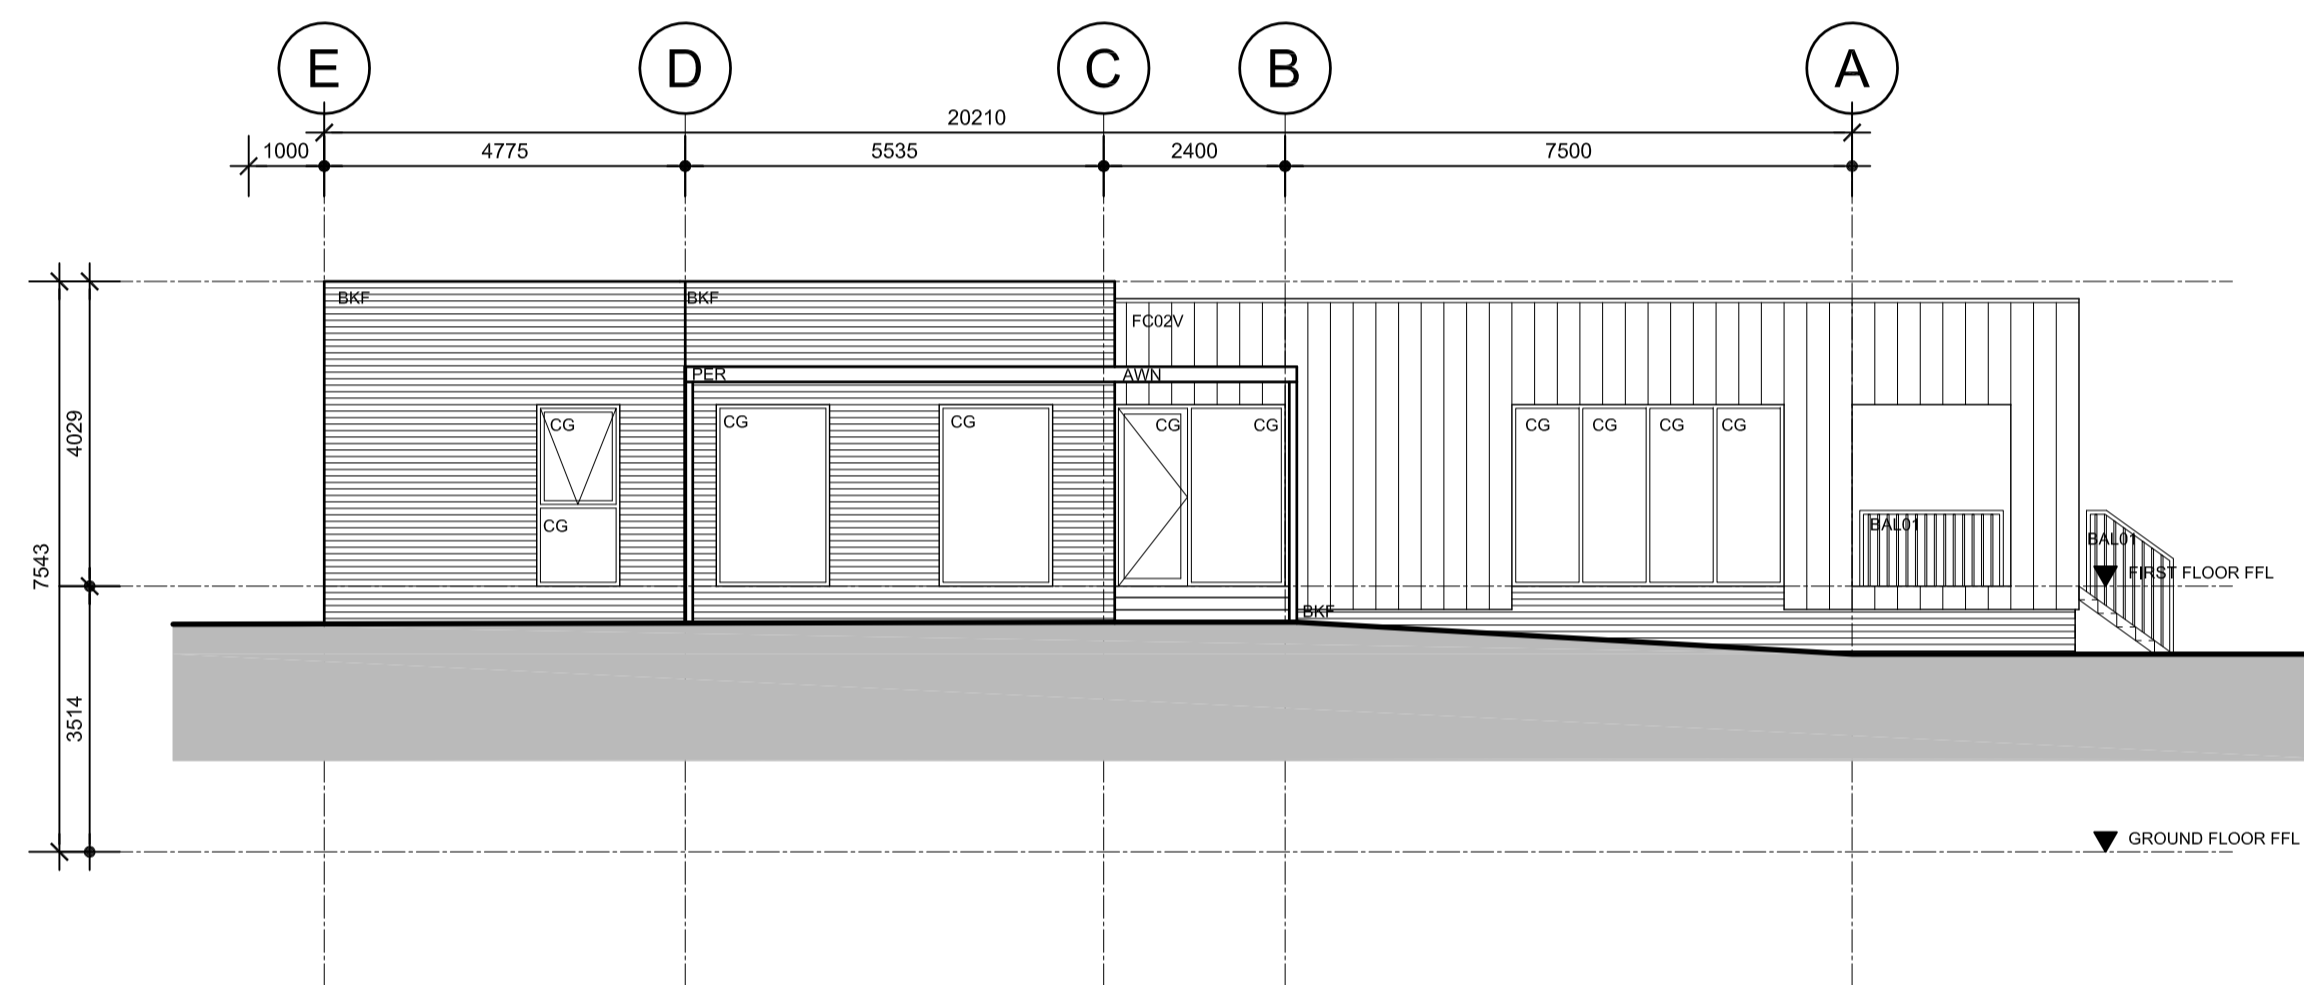 E D C B A
20210
1000 4775 5535 2400 7500
BKF BKF
FC02V
PER AWN
CG CG CG CG CG CG CG CG CG
4029
CG BAL01 BAL01
7543
FIRST FLOOR FFL
BKF
3514
GROUND FLOOR FFL